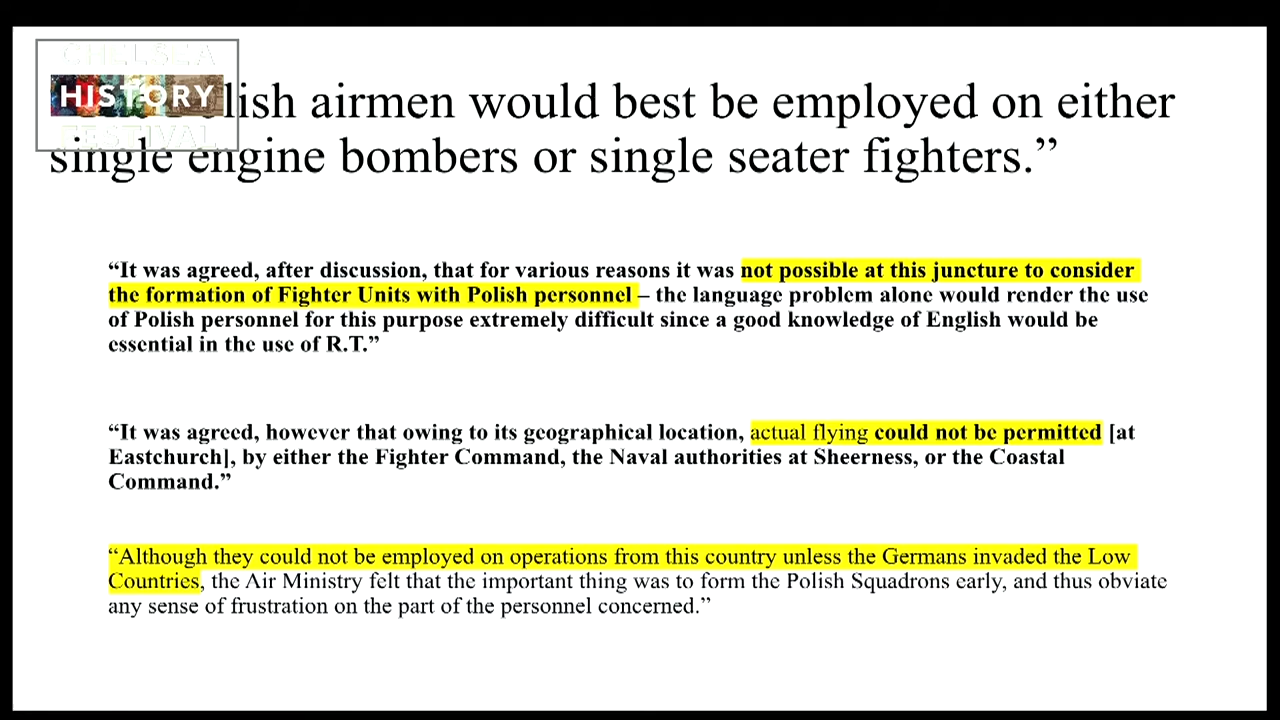 CHELSEA
HISTORY
FESTIVAL
lish airmen would best be employed on either
single engine bombers or single seater fighters.”
“It was agreed, after discussion, that for various reasons it was not possible at this juncture to consider
the formation of Fighter Units with Polish personnel – the language problem alone would render the use
of Polish personnel for this purpose extremely difficult since a good knowledge of English would be
essential in the use of R.T.”
“It was agreed, however that owing to its geographical location, actual flying could not be permitted [at
Eastchurch], by either the Fighter Command, the Naval authorities at Sheerness, or the Coastal
Command.”
“Although they could not be employed on operations from this country unless the Germans invaded the Low
Countries, the Air Ministry felt that the important thing was to form the Polish Squadrons early, and thus obviate
any sense of frustration on the part of the personnel concerned.”